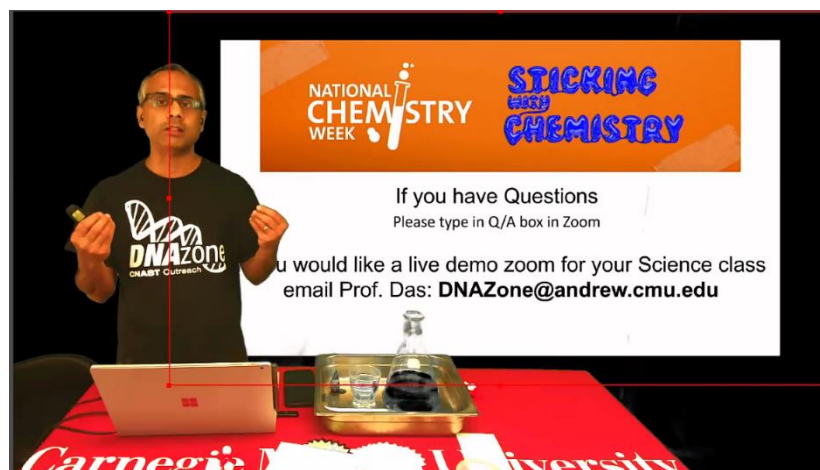 NATIONAL
CHEMISTRY
WEEK
STICKING
WITH
CHEMISTRY
If you have Questions
Please type in Q/A box in Zoom
u would like a live demo zoom for your Science class
email Prof. Das: DNAZone@andrew.cmu.edu
DNAzone
CNAST Outreach
Carnegie M University